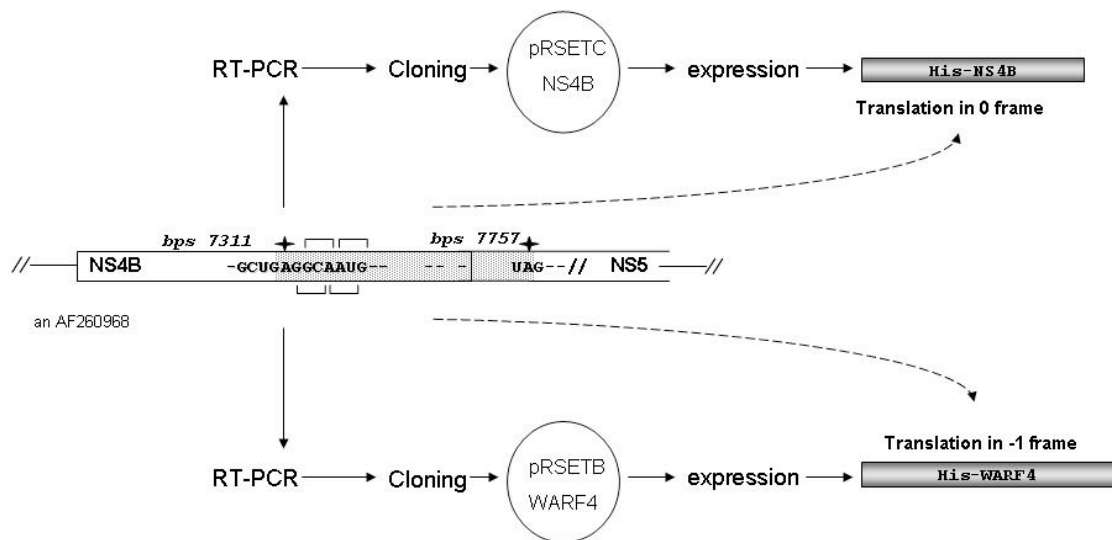 RT-PCR Cloning pRSETC NS4B expression His-NS4B
Translation in 0 frame
bps 7311 bps 7757
// NS4B -GCUGAGGCAAUG-- -- - UAG--// NS5 //
an AF260968
Translation in -1 frame
RT-PCR Cloning pRSETB WARF4 expression His-WARF4